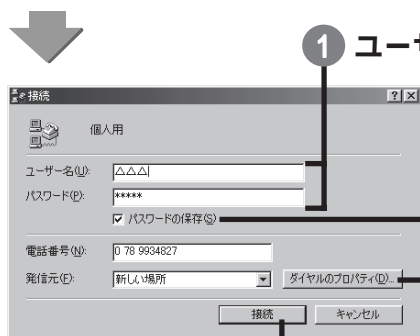 1 ユーザ
接続
個人用
ユーザー名(U): △△△
パスワード(P): *****
パスワードの保存(S)
電話番号(N): 0 78 9934827
発信元(F): 新しい場所 ダイヤルのプロパティ(D)...
接続 キャンセル